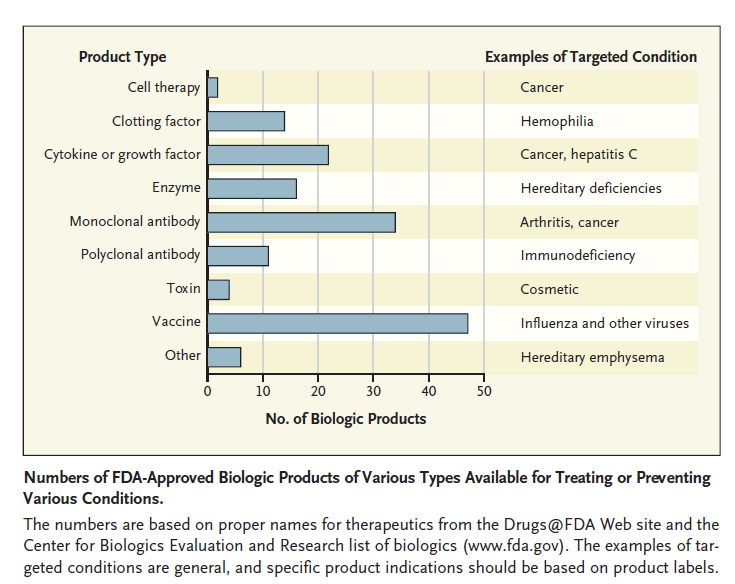 Product Type Examples of Targeted Condition
Cell therapy Cancer
Clotting factor Hemophilia
Cytokine or growth factor Cancer, hepatitis C
Enzyme Hereditary deficiencies
Monoclonal antibody Arthritis, cancer
Polyclonal antibody Immunodeficiency
Toxin Cosmetic
Vaccine Influenza and other viruses
Other Hereditary emphysema
0 10 20 30 40 50
No. of Biologic Products
Numbers of FDA-Approved Biologic Products of Various Types Available for Treating or Preventing
Various Conditions.
The numbers are based on proper names for therapeutics from the Drugs@FDA Web site and the
Center for Biologics Evaluation and Research list of biologics (www.fda.gov). The examples of tar-
geted conditions are general, and specific product indications should be based on product labels.